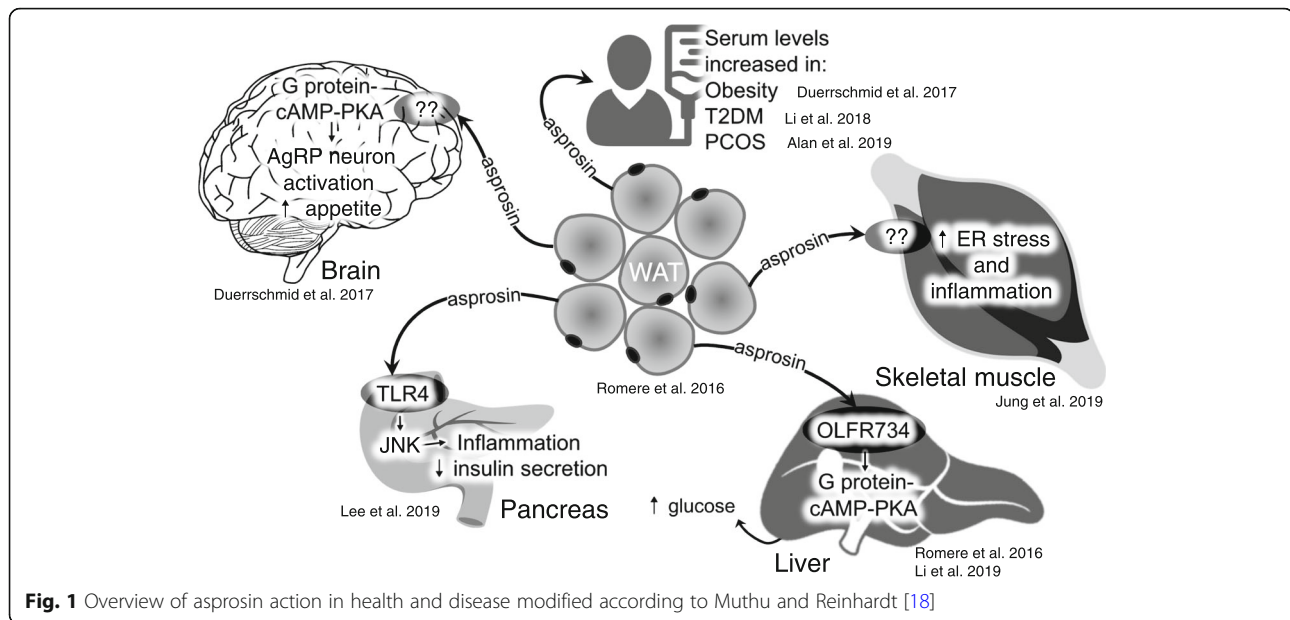 G protein-
cAMP-PKA
??
AgRP neuron
activation
↑ appetite
Brain
Duerrschmid et al. 2017
asprosin
asprosin
Serum levels
increased in:
Obesity Duerrschmid et al. 2017
T2DM Li et al. 2018
PCOS Alan et al. 2019
WAT
Romere et al. 2016
asprosin
??
↑ ER stress
and
inflammation
Skeletal muscle
Jung et al. 2019
asprosin
TLR4
JNK
Inflammation
↓ insulin secretion
Pancreas
Lee et al. 2019
asprosin
OLFR734
G protein-
cAMP-PKA
↑ glucose
Liver
Romere et al. 2016
Li et al. 2019
Fig. 1 Overview of asprosin action in health and disease modified according to Muthu and Reinhardt [18]